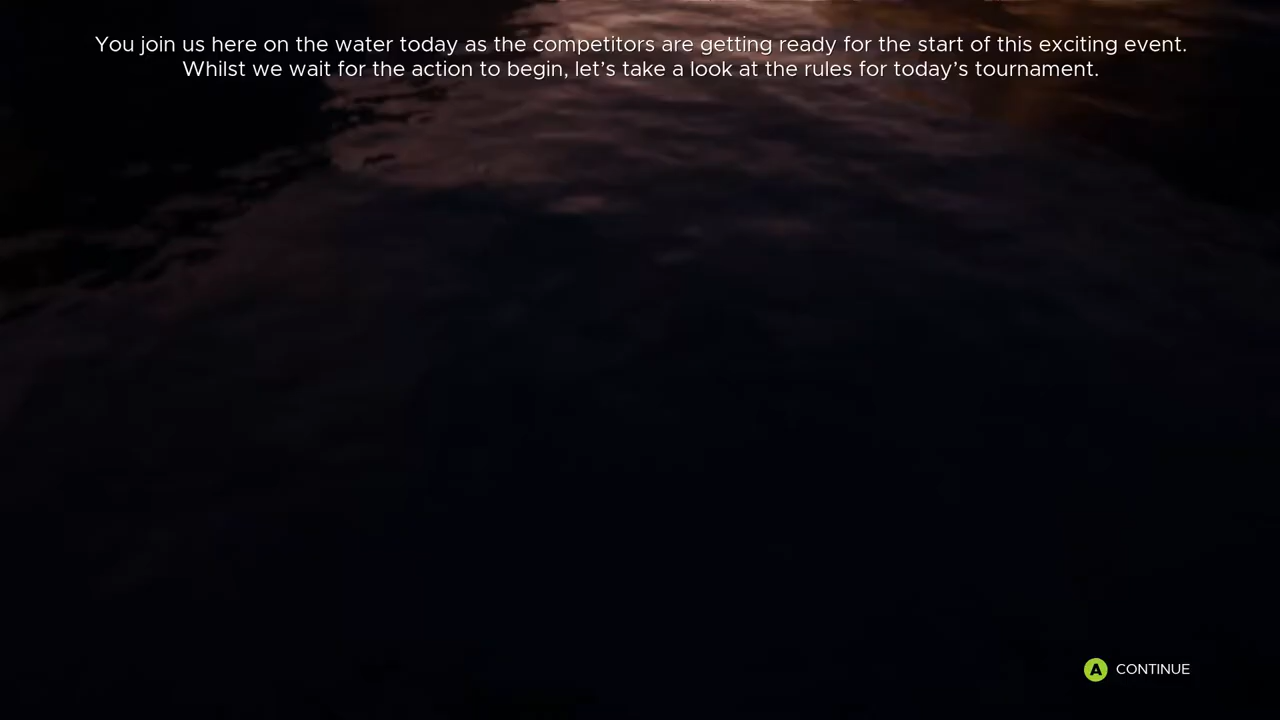 You join us here on the water today as the competitors are getting ready for the start of this exciting event.
Whilst we wait for the action to begin, let’s take a look at the rules for today’s tournament.
A CONTINUE